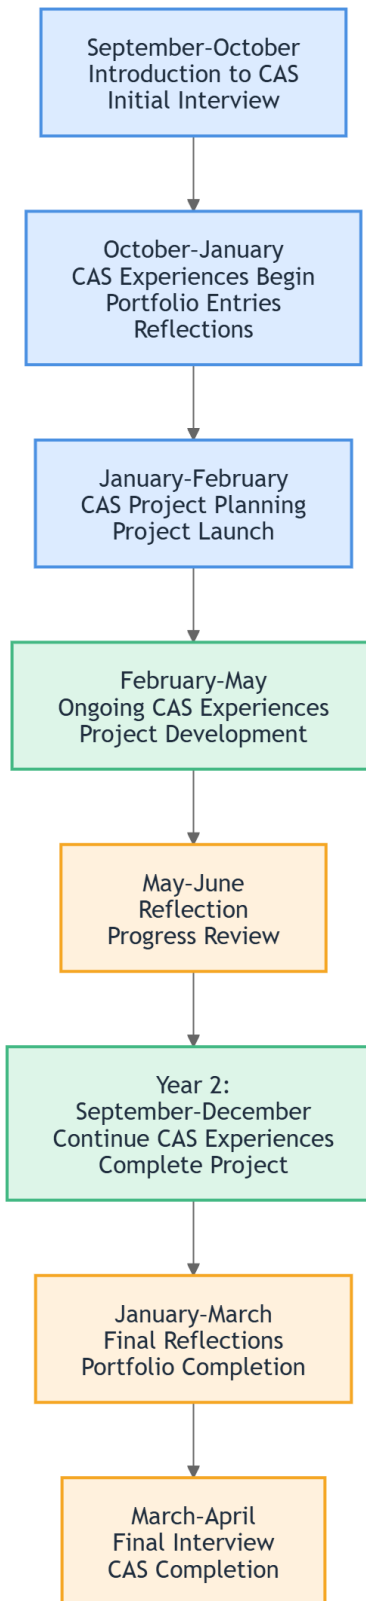 September-October
Introduction to CAS
Initial Interview
October-January
CAS Experiences Begin
Portfolio Entries
Reflections
January-February
CAS Project Planning
Project Launch
February-May
Ongoing CAS Experiences
Project Development
May-June
Reflection
Progress Review
Year 2:
September-December
Continue CAS Experiences
Complete Project
January-March
Final Reflections
Portfolio Completion
March-April
Final Interview
CAS Completion